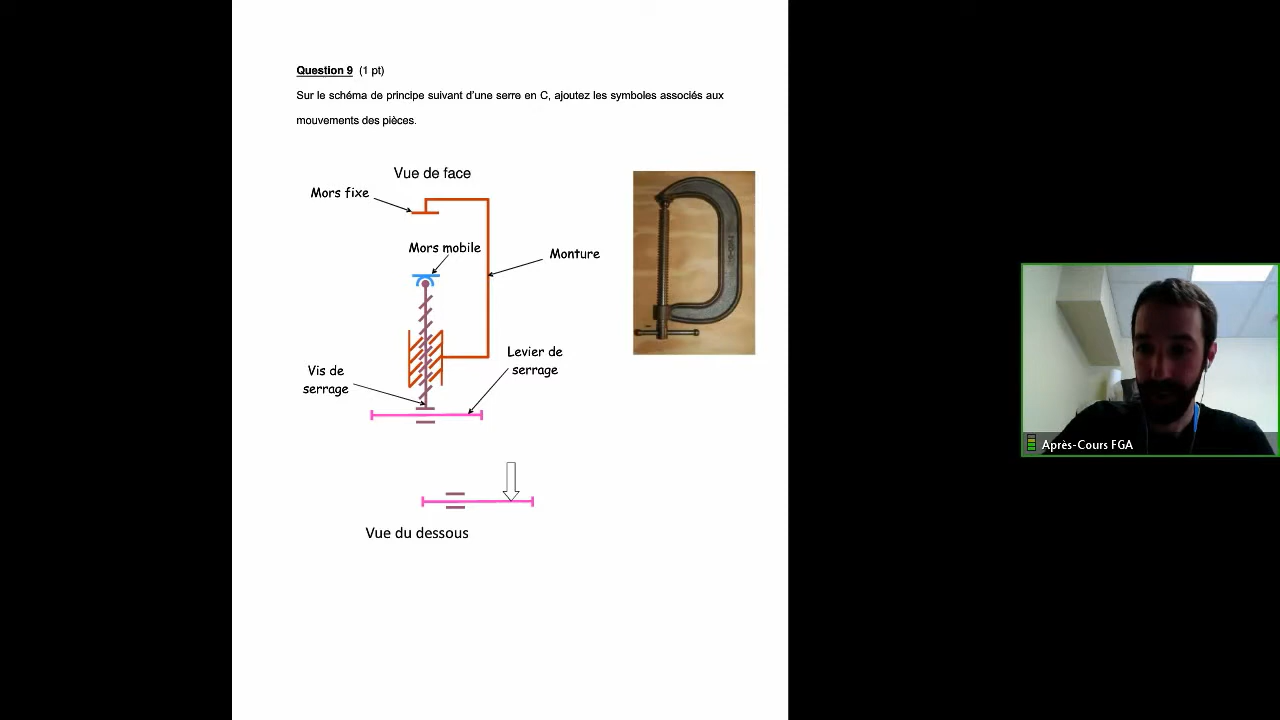 Question 9 (1 pt)
Sur le schéma de principe suivant d'une serre en C, ajoutez les symboles associés aux
mouvements des pièces.
Vue de face
Mors fixe
Mors mobile
Monture
Levier de
serrage
Vis de
serrage
Vue du dessous
Après-Cours FGA